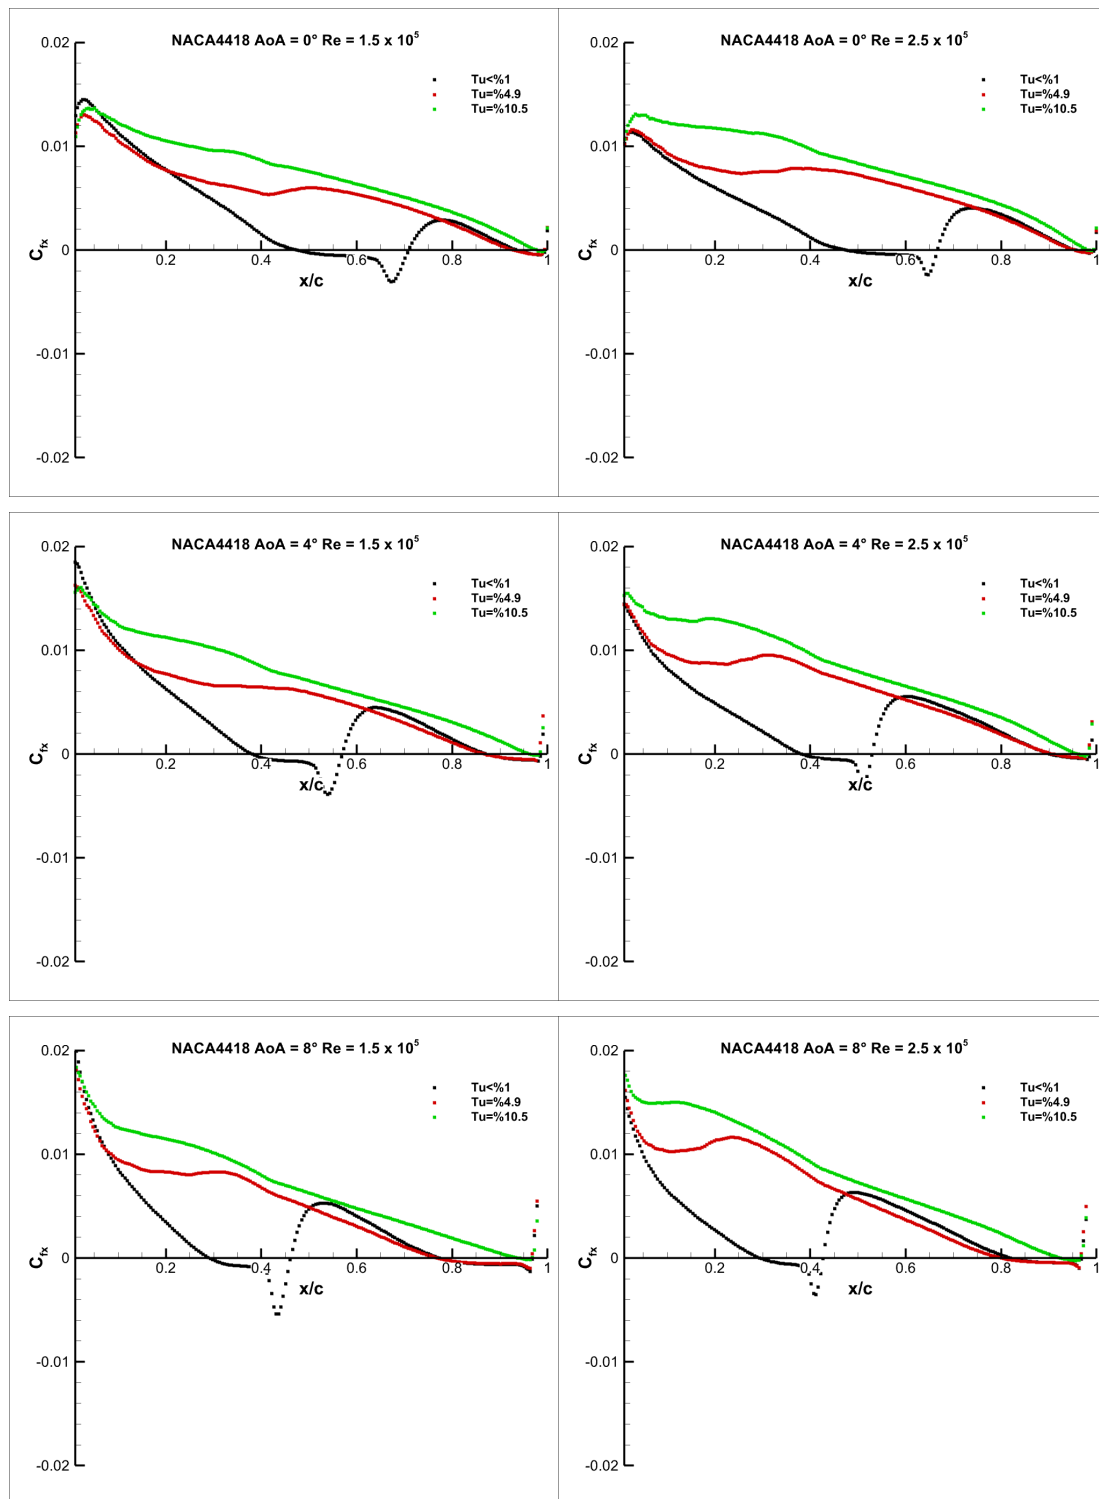 NACA4418 AoA = 0° Re = 1.5 x 10⁵
0.02
Tu<%1
Tu=%4.9
Tu=%10.5
0.01
0
0.2
0.4
0.6
0.8
1
x/c
Cfx
-0.01
-0.02
NACA4418 AoA = 0° Re = 2.5 x 10⁵
0.02
Tu<%1
Tu=%4.9
Tu=%10.5
0.01
0
0.2
0.4
0.6
0.8
1
x/c
Cfx
-0.01
-0.02
NACA4418 AoA = 4° Re = 1.5 x 10⁵
0.02
Tu<%1
Tu=%4.9
Tu=%10.5
0.01
0
0.2
0.4
0.6
0.8
1
x/c
Cfx
-0.01
-0.02
NACA4418 AoA = 4° Re = 2.5 x 10⁵
0.02
Tu<%1
Tu=%4.9
Tu=%10.5
0.01
0
0.2
0.4
0.6
0.8
1
x/c
Cfx
-0.01
-0.02
NACA4418 AoA = 8° Re = 1.5 x 10⁵
0.02
Tu<%1
Tu=%4.9
Tu=%10.5
0.01
0
0.2
0.4
0.6
0.8
1
x/c
Cfx
-0.01
-0.02
NACA4418 AoA = 8° Re = 2.5 x 10⁵
0.02
Tu<%1
Tu=%4.9
Tu=%10.5
0.01
0
0.2
0.4
0.6
0.8
1
x/c
Cfx
-0.01
-0.02